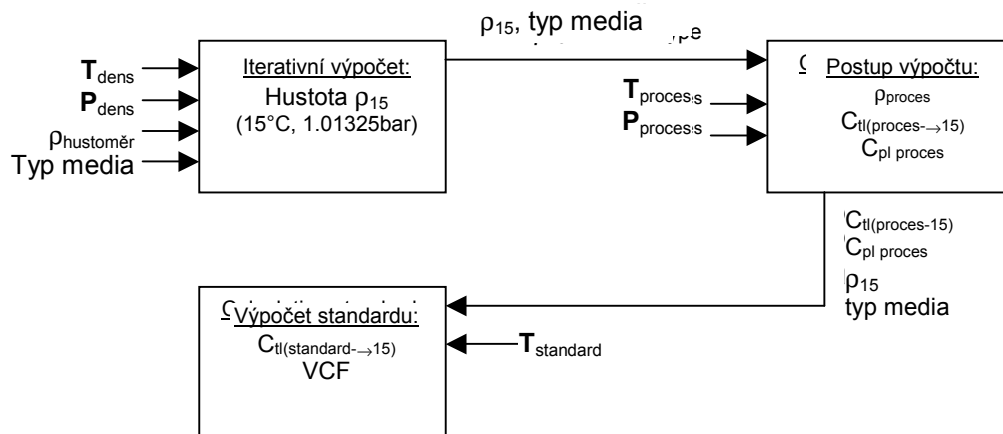 ρ15, typ media
Tdens
Pdens
ρhustoměr
Typ media
Iterativní výpočet:
Hustota ρ15
(15°C, 1.01325bar)
Tprocess
Pprocess
Postup výpočtu:
ρproces
Ctl(proces-→15)
Cpl proces
Ctl(proces-15)
Cpl proces
ρ15
typ media
Výpočet standardu:
Ctl(standard-→15)
VCF
Tstandard